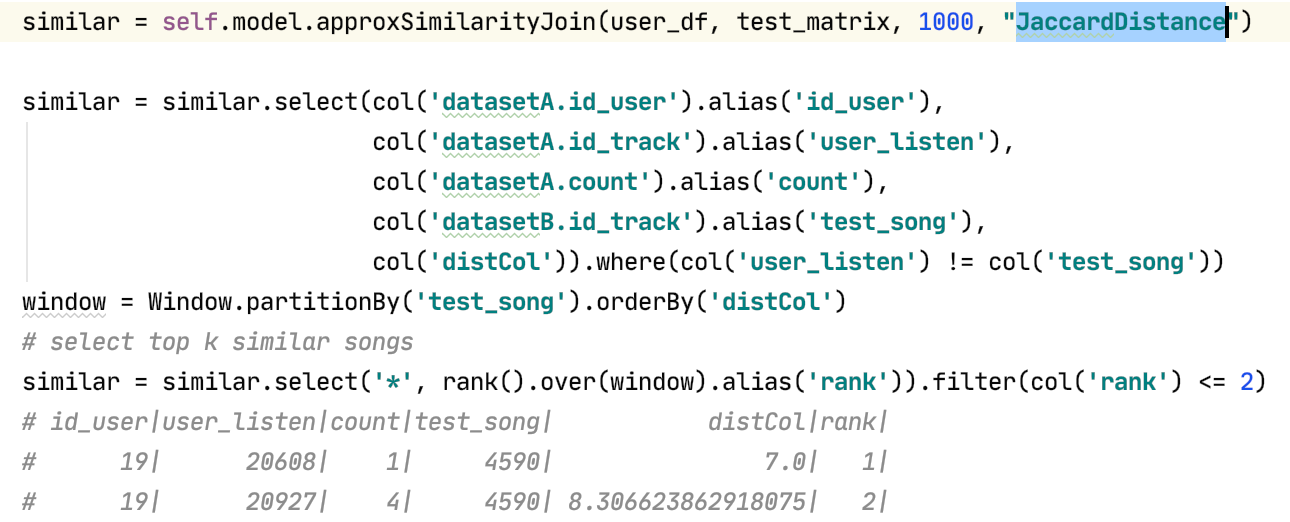 similar = self.model.approxSimilarityJoin(user_df, test_matrix, 1000, "JaccardDistance")
similar = similar.select(col('datasetA.id_user').alias('id_user'),
col('datasetA.id_track').alias('user_listen'),
col('datasetA.count').alias('count'),
col('datasetB.id_track').alias('test_song'),
col('distCol')).where(col('user_listen') != col('test_song'))
window = Window.partitionBy('test_song').orderBy('distCol')
# select top k similar songs
similar = similar.select('*', rank().over(window).alias('rank')).filter(col('rank') <= 2)
# id_user|user_listen|count|test_song|           distCol|rank|
#      19|      20608|    1|     4590|               7.0|   1|
#      19|      20927|    4|     4590| 8.306623862918075|   2|